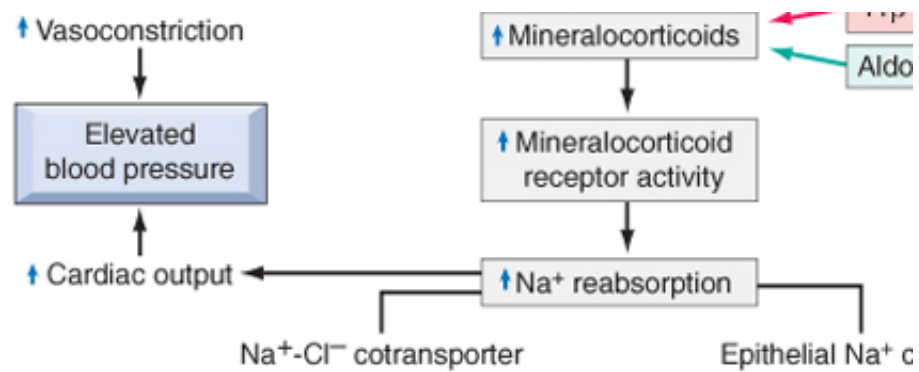 Vasoconstriction
Mineralocorticoids
Aldo
Elevated
blood pressure
Mineralocorticoid
receptor activity
Cardiac output
Na⁺ reabsorption
Na⁺-Cl⁻ cotransporter
Epithelial Na⁺ c